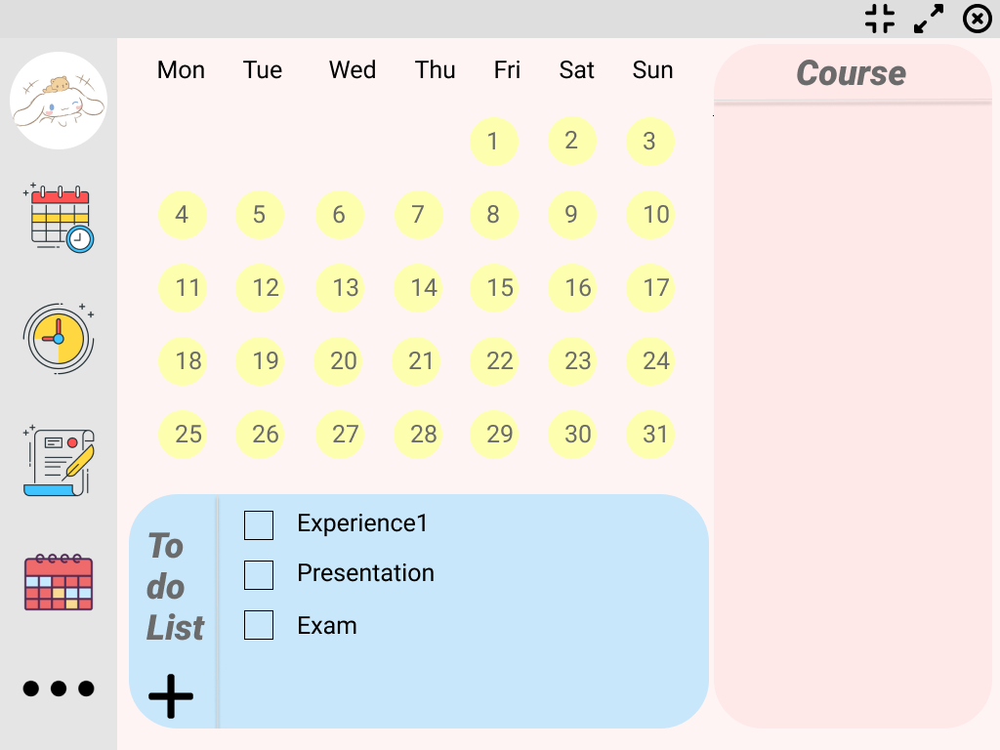 Mon Tue Wed Thu Fri Sat Sun
1 2 3
4 5 6 7 8 9 10
11 12 13 14 15 16 17
18 19 20 21 22 23 24
25 26 27 28 29 30 31
Course
To
do
List
Experience1
Presentation
Exam